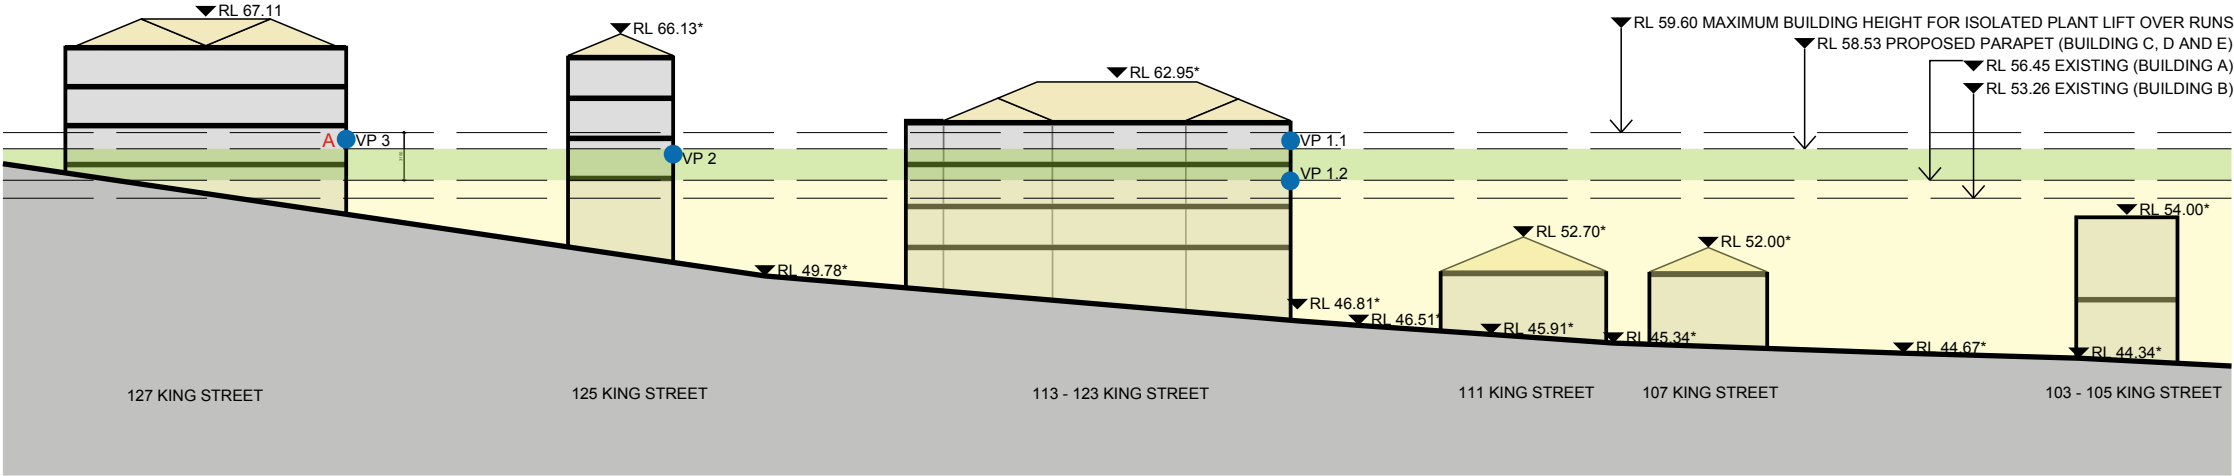 RL 67.11
RL 66.13*
RL 62.95*
RL 59.60 MAXIMUM BUILDING HEIGHT FOR ISOLATED PLANT LIFT OVER RUNS
RL 58.53 PROPOSED PARAPET (BUILDING C, D AND E)
RL 56.45 EXISTING (BUILDING A)
RL 53.26 EXISTING (BUILDING B)
A
VP 3
VP 2
VP 1.1
VP 1.2
RL 54.00*
RL 52.70*
RL 52.00*
RL 49.78*
RL 46.81*
RL 46.51*
RL 45.91*
RL 45.34*
RL 44.67*
RL 44.34*
127 KING STREET
125 KING STREET
113 - 123 KING STREET
111 KING STREET
107 KING STREET
103 - 105 KING STREET